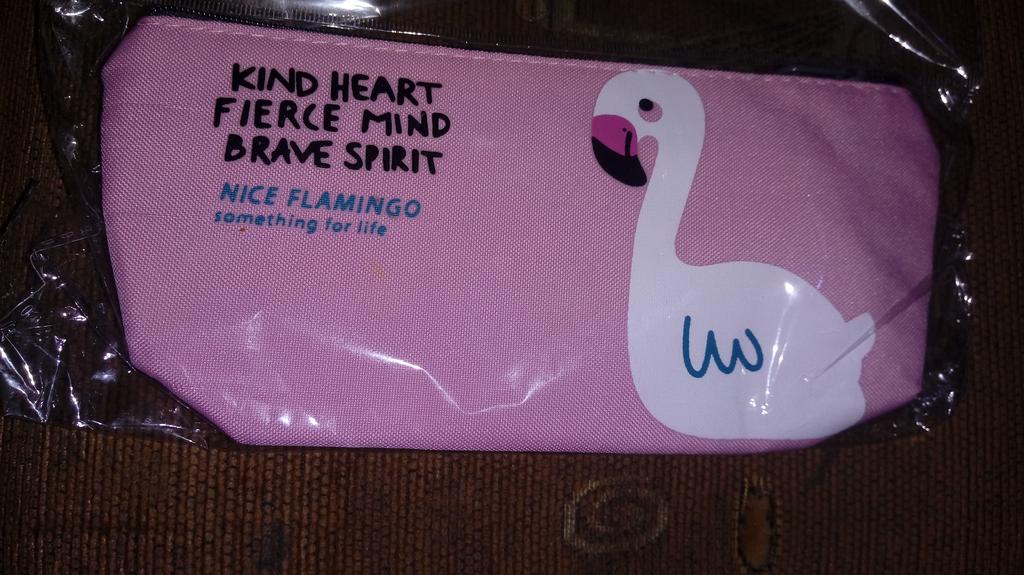 KIND HEART
FIERCE MIND
BRAVE SPIRIT
NICE FLAMINGO
something for life